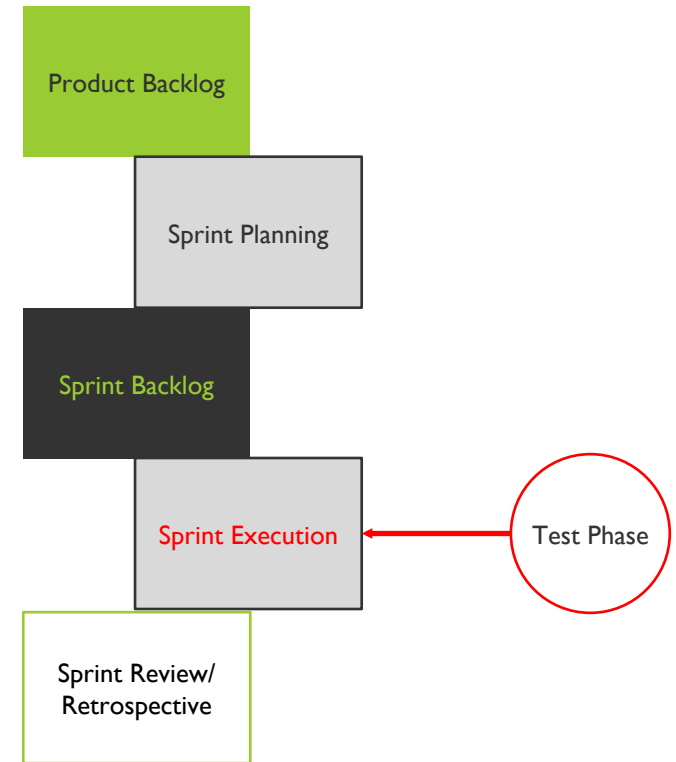 Product Backlog
Sprint Planning
Sprint Backlog
Sprint Execution
Test Phase
Sprint Review/
Retrospective